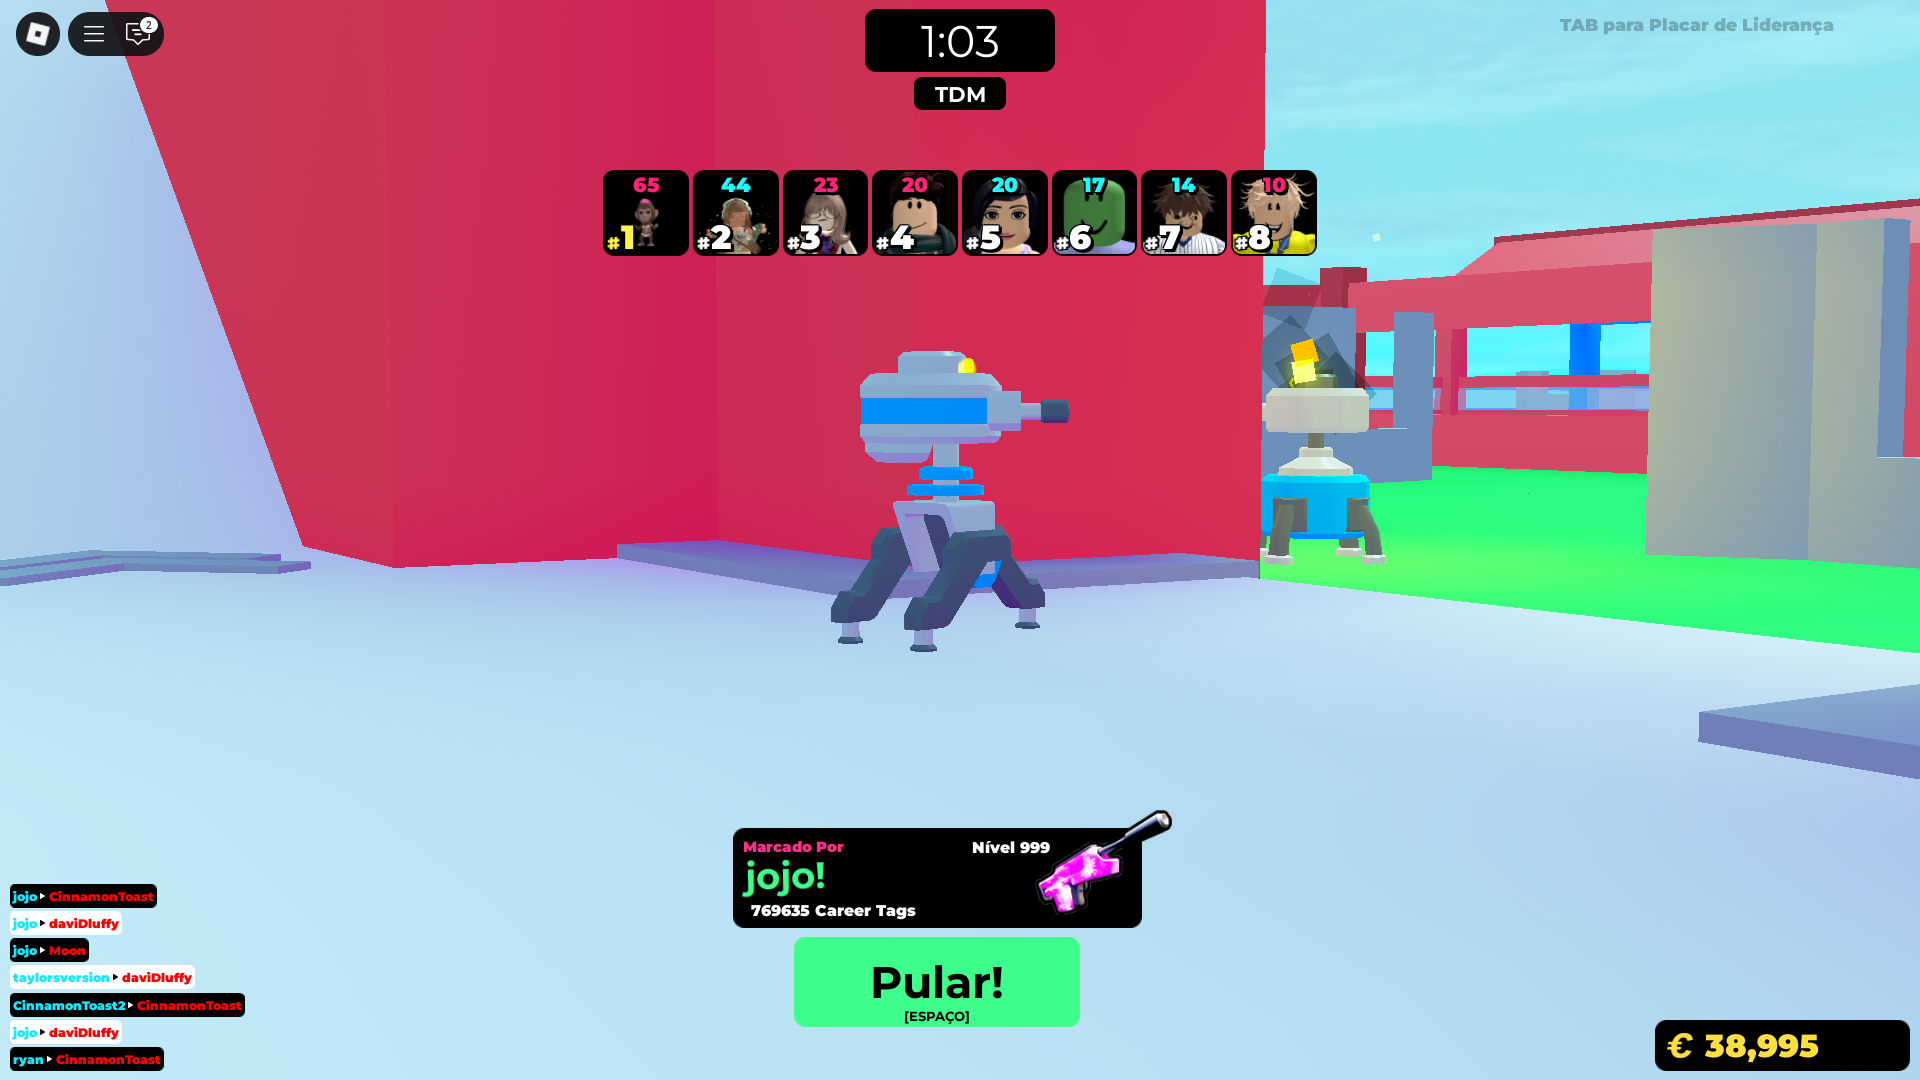 2
1:03
TAB para Placar de Liderança
TDM
65
44
23
20
20
17
14
10
#1
#2
#3
#4
#5
#6
#7
#8
Marcado Por
Nível 999
jojo!
769635 Career Tags
Pular!
[ESPAÇO]
jojo ▸ CinnamonToast
jojo ▸ daviDluffy
jojo ▸ Moon
taylorsversion ▸ daviDluffy
CinnamonToast2 ▸ CinnamonToast
jojo ▸ daviDluffy
ryan ▸ CinnamonToast
€ 38,995